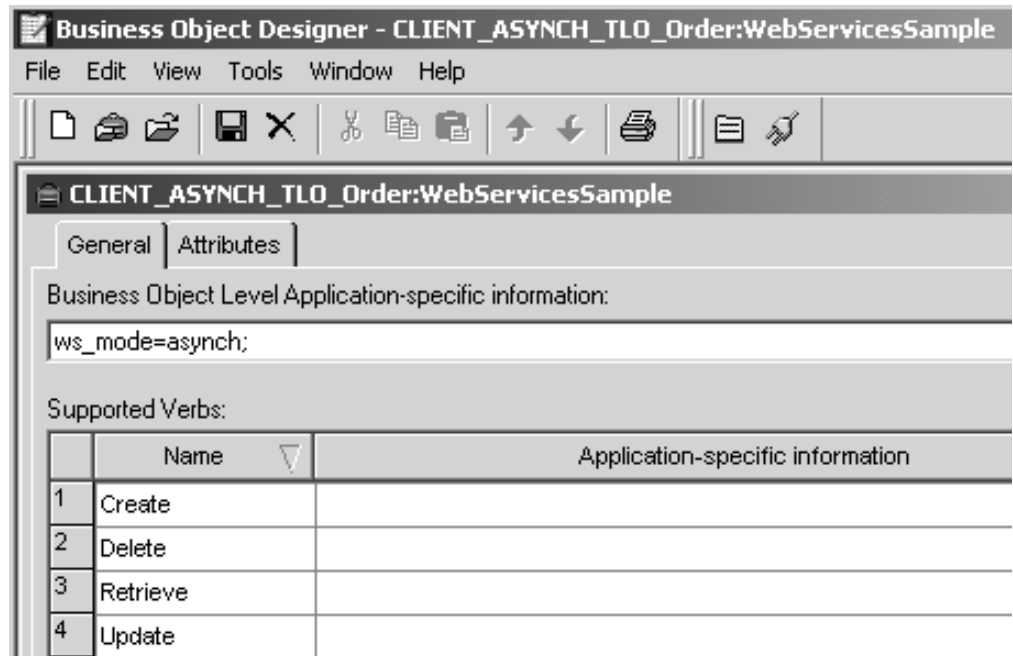 Business Object Designer - CLIENT_ASYNCH_TLO_Order:WebServicesSample
File Edit View Tools Window Help
CLIENT_ASYNCH_TLO_Order:WebServicesSample
General Attributes
Business Object Level Application-specific information:
ws_mode=asynch;
Supported Verbs:
Name Application-specific information
1 Create
2 Delete
3 Retrieve
4 Update